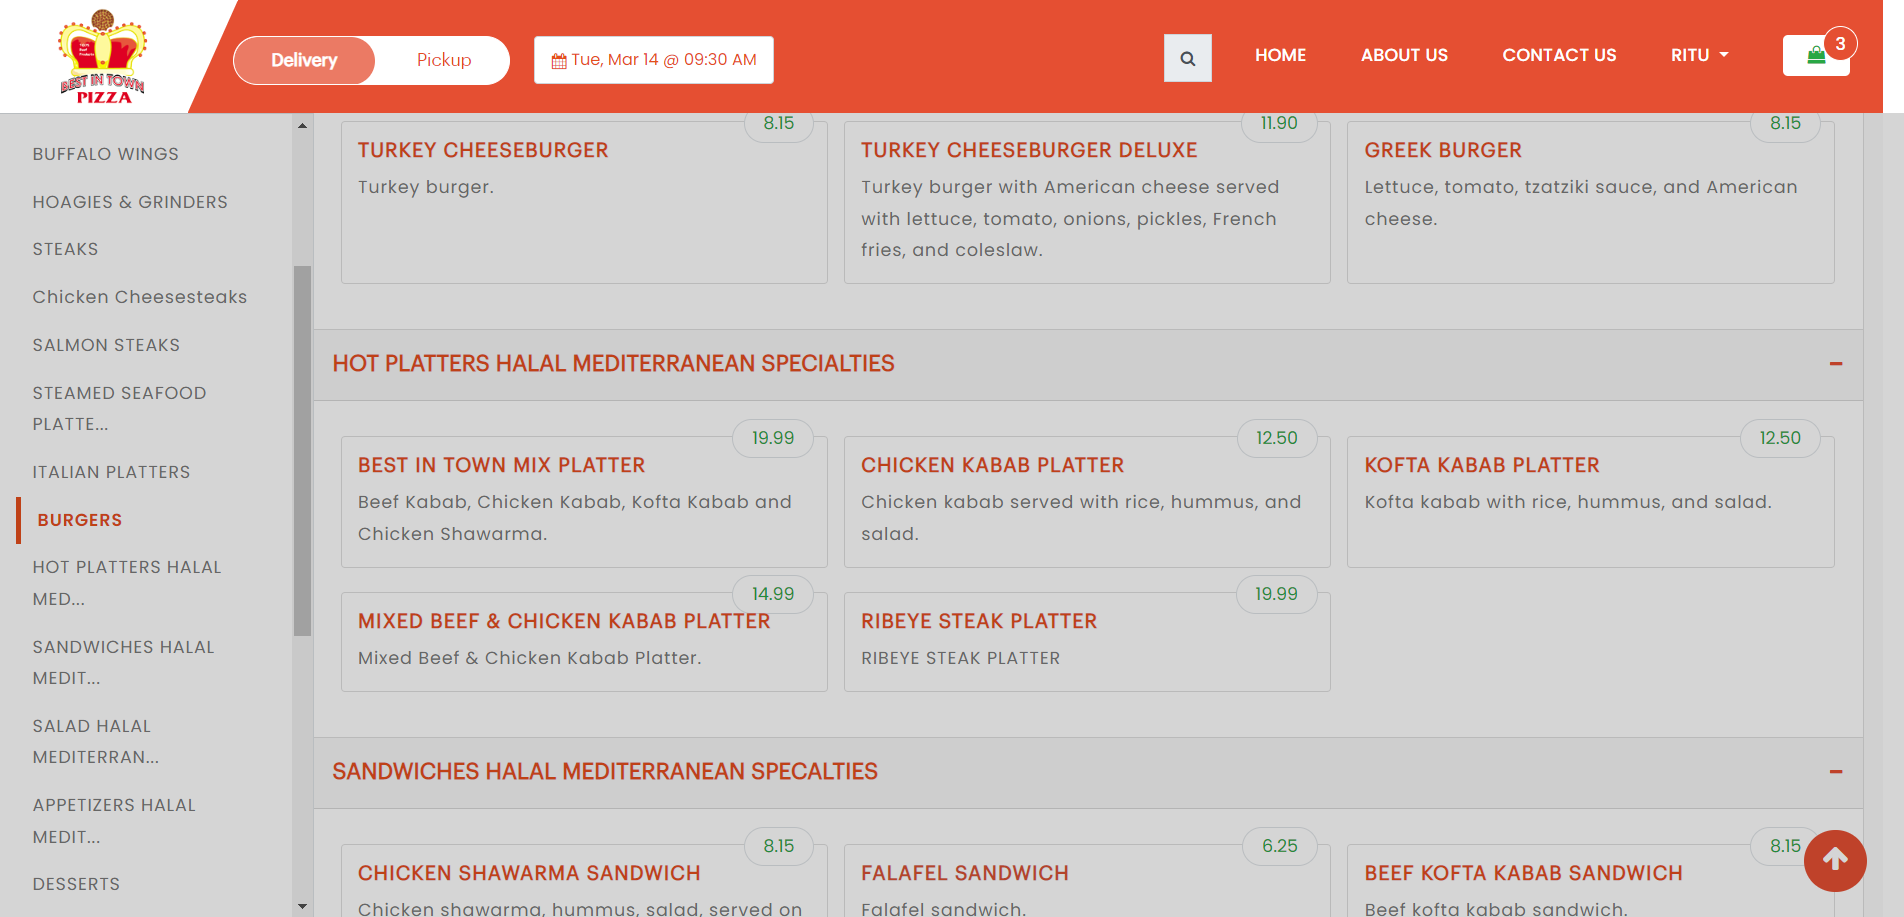 BEST IN TOWN
PIZZA
Delivery
Pickup
Tue, Mar 14 @ 09:30 AM
HOME
ABOUT US
CONTACT US
RITU
3
BUFFALO WINGS
HOAGIES & GRINDERS
STEAKS
Chicken Cheesesteaks
SALMON STEAKS
STEAMED SEAFOOD
PLATTE...
ITALIAN PLATTERS
BURGERS
HOT PLATTERS HALAL
MED...
SANDWICHES HALAL
MEDIT...
SALAD HALAL
MEDITERRAN...
APPETIZERS HALAL
MEDIT...
DESSERTS
8.15
TURKEY CHEESEBURGER
Turkey burger.
11.90
TURKEY CHEESEBURGER DELUXE
Turkey burger with American cheese served
with lettuce, tomato, onions, pickles, French
fries, and coleslaw.
8.15
GREEK BURGER
Lettuce, tomato, tzatziki sauce, and American
cheese.
HOT PLATTERS HALAL MEDITERRANEAN SPECIALTIES
19.99
BEST IN TOWN MIX PLATTER
Beef Kabab, Chicken Kabab, Kofta Kabab and
Chicken Shawarma.
12.50
CHICKEN KABAB PLATTER
Chicken kabab served with rice, hummus, and
salad.
12.50
KOFTA KABAB PLATTER
Kofta kabab with rice, hummus, and salad.
14.99
MIXED BEEF & CHICKEN KABAB PLATTER
Mixed Beef & Chicken Kabab Platter.
19.99
RIBEYE STEAK PLATTER
RIBEYE STEAK PLATTER
SANDWICHES HALAL MEDITERRANEAN SPECALTIES
8.15
CHICKEN SHAWARMA SANDWICH
Chicken shawarma, hummus, salad, served on
6.25
FALAFEL SANDWICH
Falafel sandwich.
8.15
BEEF KOFTA KABAB SANDWICH
Beef kofta kabab sandwich.